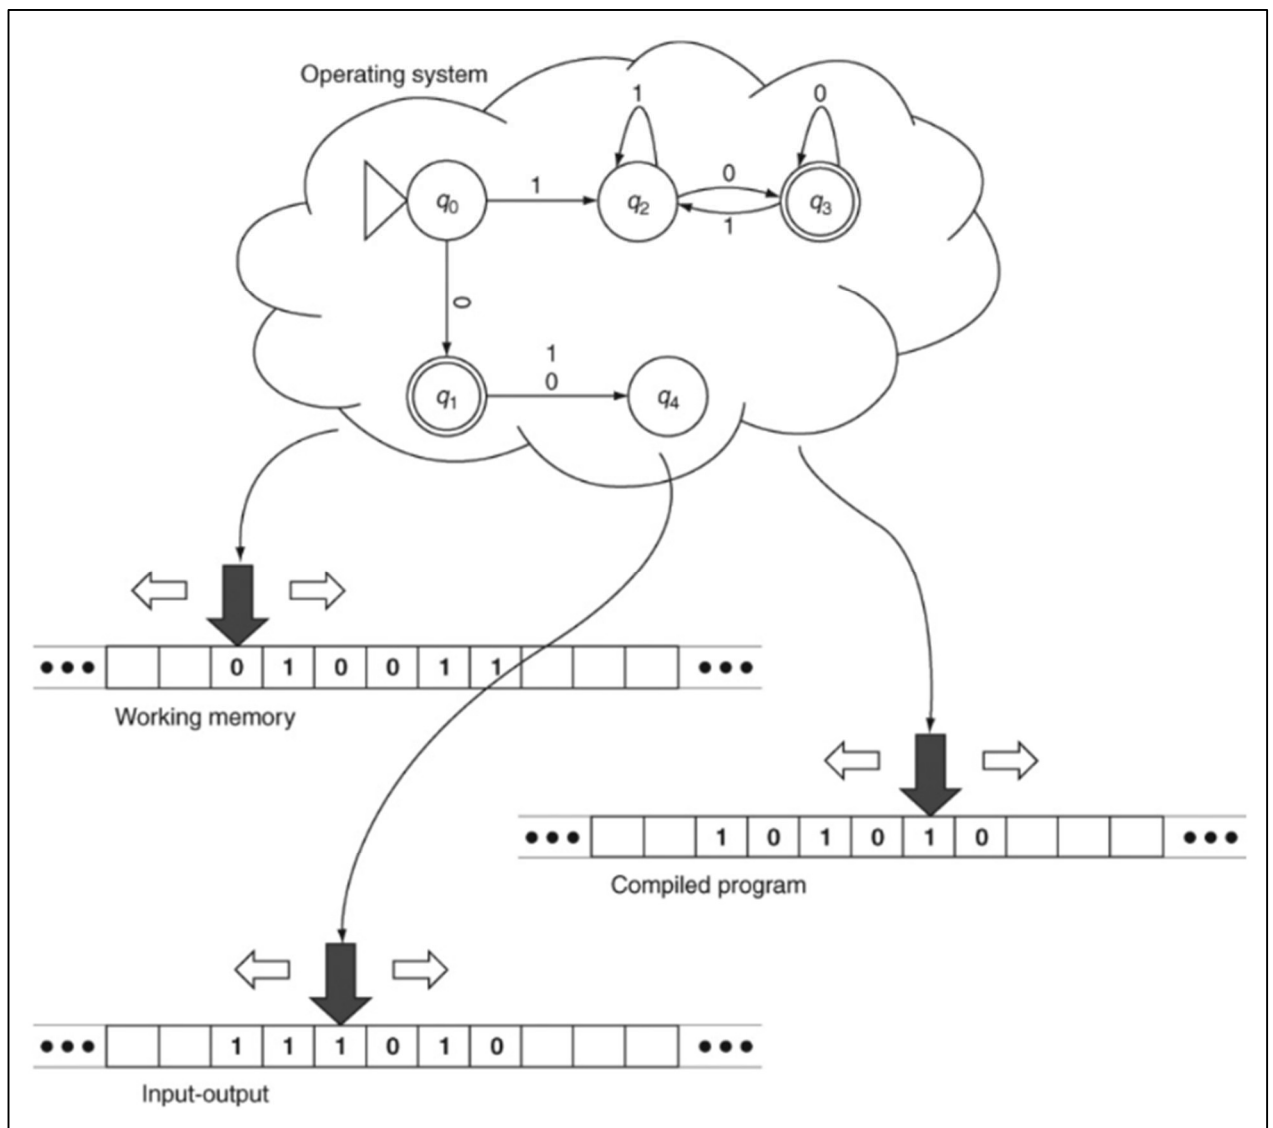 Operating system
1
0
q0
1
q2
0
1
q3
0
q1
1
0
q4
0 1 0 0 1 1
Working memory
1 0 1 0 1 0
Compiled program
1 1 1 0 1 0
Input-output